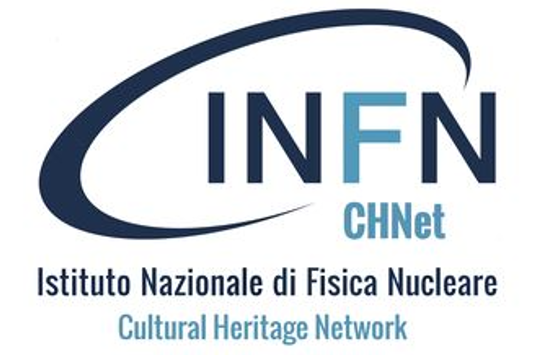 INFN
CHNet
Istituto Nazionale di Fisica Nucleare
Cultural Heritage Network